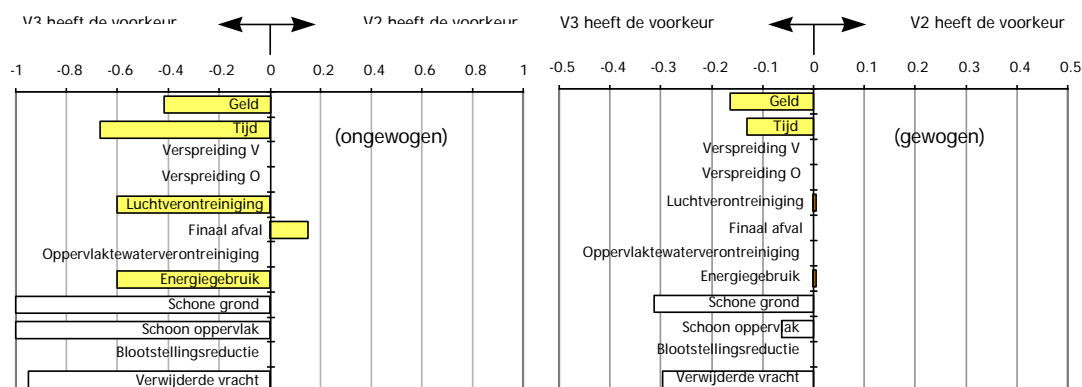 V3 heeft de voorkeur V2 heeft de voorkeur
-1 -0.8 -0.6 -0.4 -0.2 0 0.2 0.4 0.6 0.8 1
Geld
Tijd
(ongewogen)
Verspreiding V
Verspreiding O
Luchtverontreiniging
Finaal afval
Oppervlaktewaterverontreiniging
Energiegebruik
Schone grond
Schoon oppervlak
Blootstellingsreductie
Verwijderde vracht
V3 heeft de voorkeur V2 heeft de voorkeur
-0.5 -0.4 -0.3 -0.2 -0.1 0 0.1 0.2 0.3 0.4 0.5
Geld
Tijd
(gewogen)
Verspreiding V
Verspreiding O
Luchtverontreiniging
Finaal afval
Oppervlaktewaterverontreiniging
Energiegebruik
Schone grond
Schoon oppervlak
Blootstellingsreductie
Verwijderde vracht